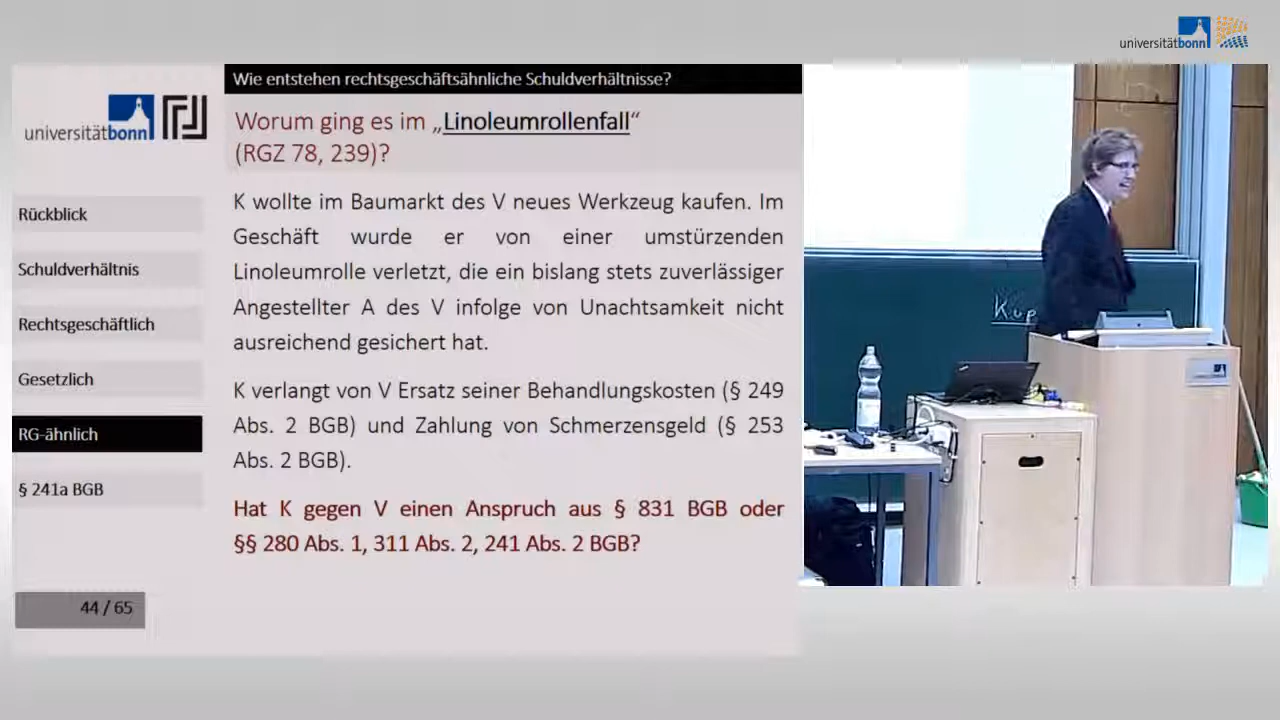 universitätbonn
Wie entstehen rechtsgeschäftsähnliche Schuldverhältnisse?
universitätbonn
Worum ging es im „Linoleumrollenfall“
(RGZ 78, 239)?
Rückblick
Schuldverhältnis
Rechtsgeschäftlich
Gesetzlich
RG-ähnlich
§ 241a BGB
44 / 65
K wollte im Baumarkt des V neues Werkzeug kaufen. Im
Geschäft wurde er von einer umstürzenden
Linoleumrolle verletzt, die ein bislang stets zuverlässiger
Angestellter A des V infolge von Unachtsamkeit nicht
ausreichend gesichert hat.
K verlangt von V Ersatz seiner Behandlungskosten (§ 249
Abs. 2 BGB) und Zahlung von Schmerzensgeld (§ 253
Abs. 2 BGB).
Hat K gegen V einen Anspruch aus § 831 BGB oder
§§ 280 Abs. 1, 311 Abs. 2, 241 Abs. 2 BGB?